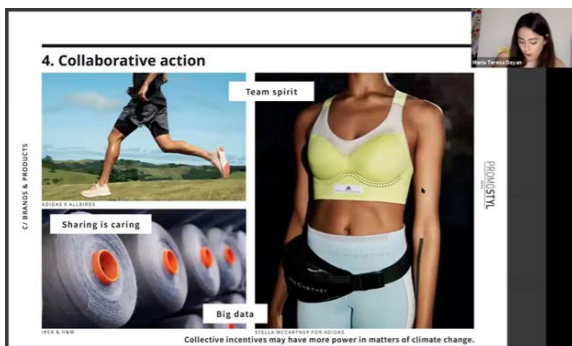 4. Collaborative action
Maria Teresa Dayan
Team spirit
C/ BRANDS & PRODUCTS
ADIDAS X ALLBIRDS
Sharing is caring
PROMOSTYL
Big data
IKEA & H&M
STELLA MCCARTNEY FOR ADIDAS
Collective incentives may have more power in matters of climate change.